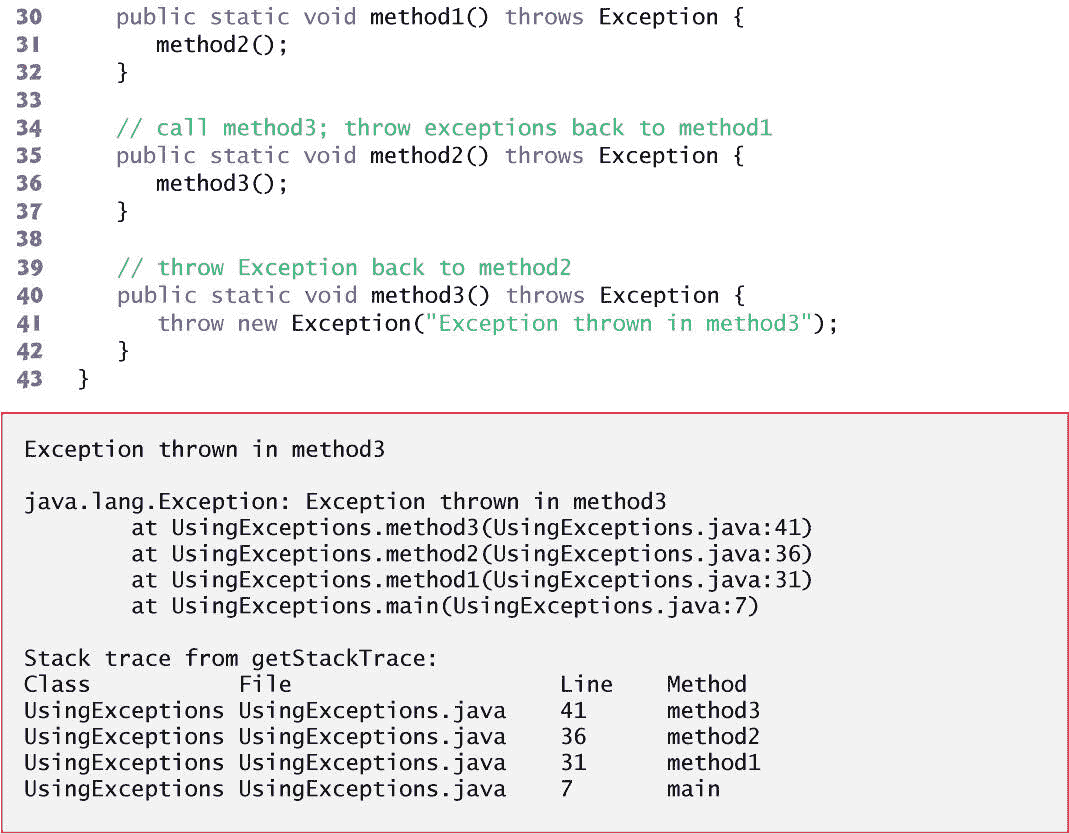 30 public static void method1() throws Exception {
31 method2();
32 }
33
34 // call method3; throw exceptions back to method1
35 public static void method2() throws Exception {
36 method3();
37 }
38
39 // throw Exception back to method2
40 public static void method3() throws Exception {
41 throw new Exception("Exception thrown in method3");
42 }
43 }
Exception thrown in method3
java.lang.Exception: Exception thrown in method3
at UsingExceptions.method3(UsingExceptions.java:41)
at UsingExceptions.method2(UsingExceptions.java:36)
at UsingExceptions.method1(UsingExceptions.java:31)
at UsingExceptions.main(UsingExceptions.java:7)
Stack trace from getStackTrace:
Class File Line Method
UsingExceptions UsingExceptions.java 41 method3
UsingExceptions UsingExceptions.java 36 method2
UsingExceptions UsingExceptions.java 31 method1
UsingExceptions UsingExceptions.java 7 main